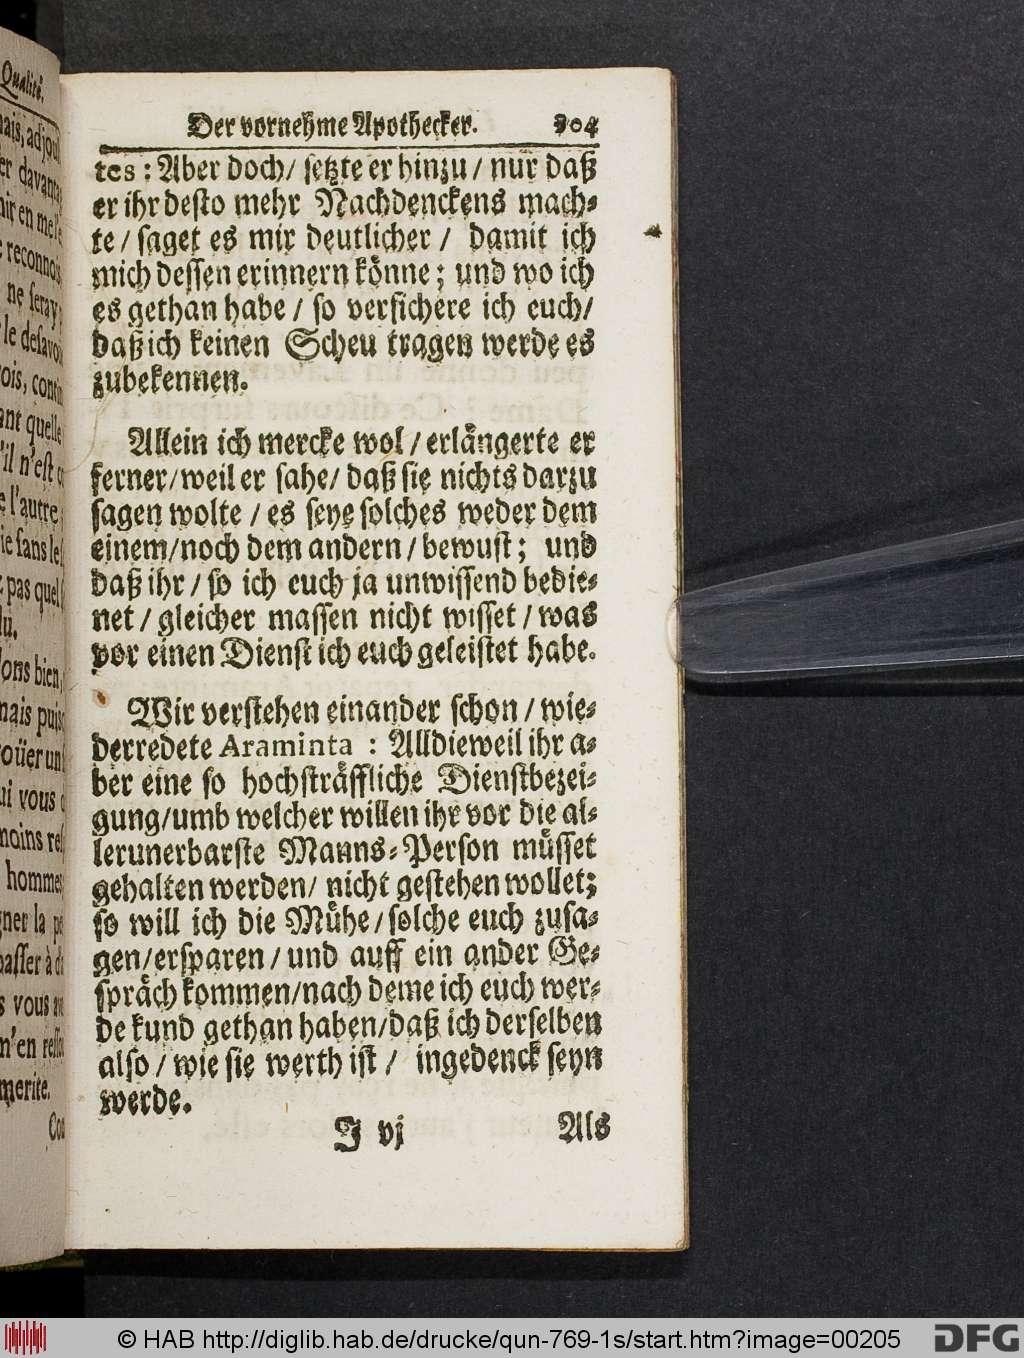 Qualité.
Der vornehme Apothecker. 204
tes : Aber doch/ setzte er hinzu / nur daß
er ihr desto mehr Nachdenckens mach-
te / saget es mir deutlicher / damit ich
mich dessen erinnern könne; und wo ich
es gethan habe / so versichere ich euch/
daß ich keinen Scheu tragen werde es
zubekennen.
Allein ich mercke wol / erlängerte er
ferner/weil er sahe/ daß sie nichts darzu
sagen wolte / es seye solches weder dem
einem/noch dem andern / bewust; und
daß ihr / so ich euch ja unwissend bedie-
net / gleicher massen nicht wisset / was
vor einen Dienst ich euch geleistet habe.
Wir verstehen einander schon / wie-
derredete Araminta : Alldieweil ihr a-
ber eine so hochsträffliche Dienstbezei-
gung/umb welcher willen ihr vor die al-
lerunerbarste Manns-Person müsset
gehalten werden/ nicht gestehen wollet;
so will ich die Mühe / solche euch zusa-
gen/ersparen / und auff ein ander Ge-
spräch kommen/nach deme ich euch wer-
de kund gethan haben/daß ich derselben
also / wie sie werth ist / ingedenck seyn
werde.
J vj Als
© HAB http://diglib.hab.de/drucke/qun-769-1s/start.htm?image=00205 DFG